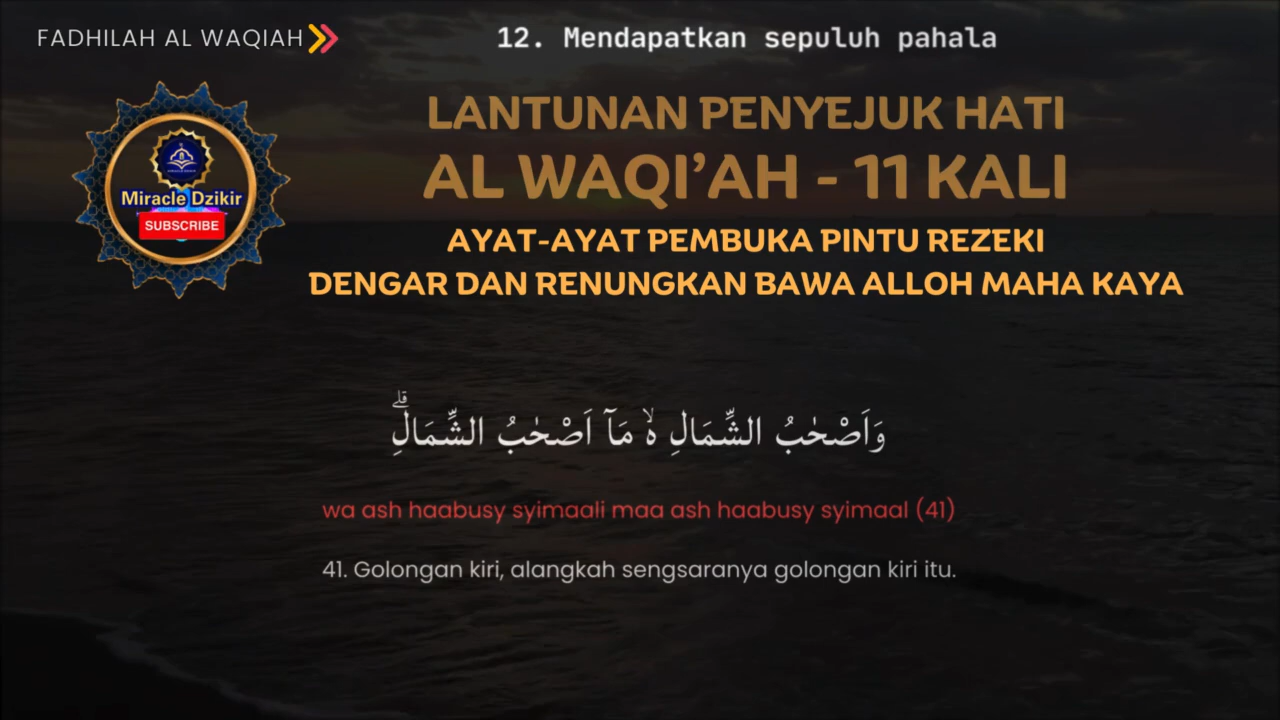 FADHILAH AL WAQIAH
12. Mendapatkan sepuluh pahala
LANTUNAN PENYEJUK HATI
AL WAQI'AH - 11 KALI
AYAT-AYAT PEMBUKA PINTU REZEKI
DENGAR DAN RENUNGKAN BAWA ALLOH MAHA KAYA
Miracle Dzikir
SUBSCRIBE
وَاَصْحٰبُ الشِّمَالِ ەۙ مَآ اَصْحٰبُ الشِّمَالِۗ
wa ash haabusy syimaali maa ash haabusy syimaal (41)
41. Golongan kiri, alangkah sengsaranya golongan kiri itu.